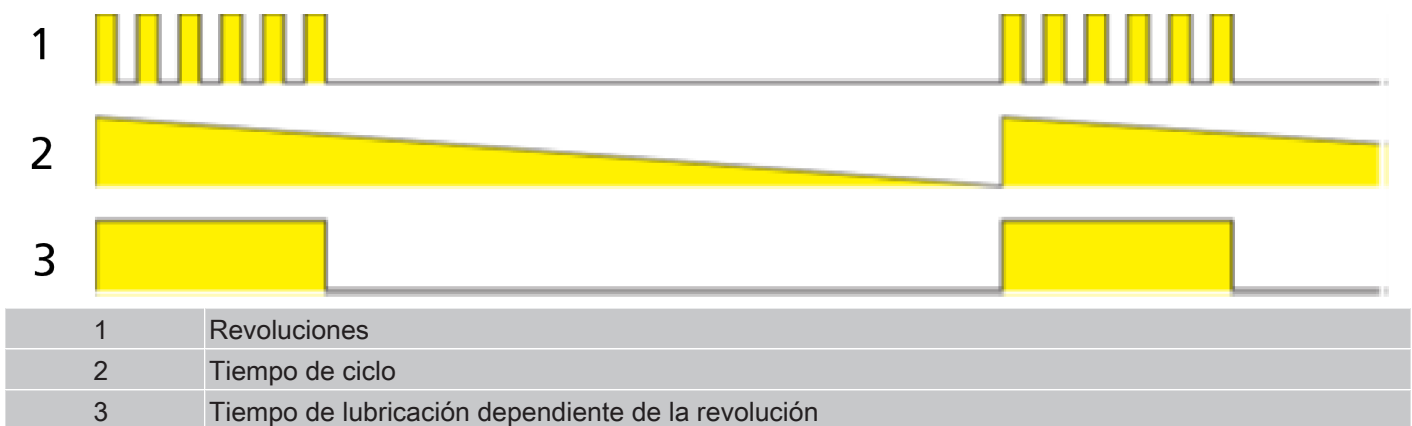 1
2
3
1 Revoluciones
2 Tiempo de ciclo
3 Tiempo de lubricación dependiente de la revolución